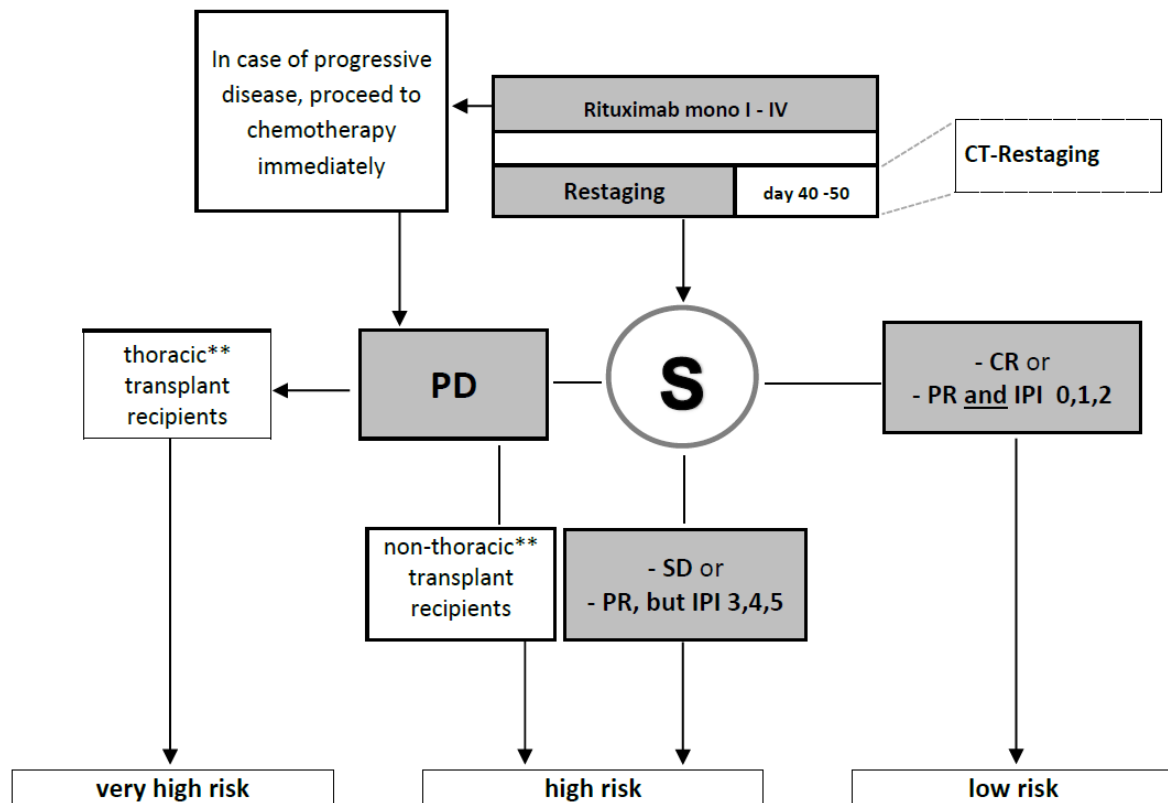 In case of progressive
disease, proceed to
chemotherapy
immediately
Rituximab mono I - IV
Restaging
day 40 -50
CT-Restaging
thoracic**
transplant
recipients
PD
S
- CR or
- PR and IPI 0,1,2
non-thoracic**
transplant
recipients
- SD or
- PR, but IPI 3,4,5
very high risk
high risk
low risk